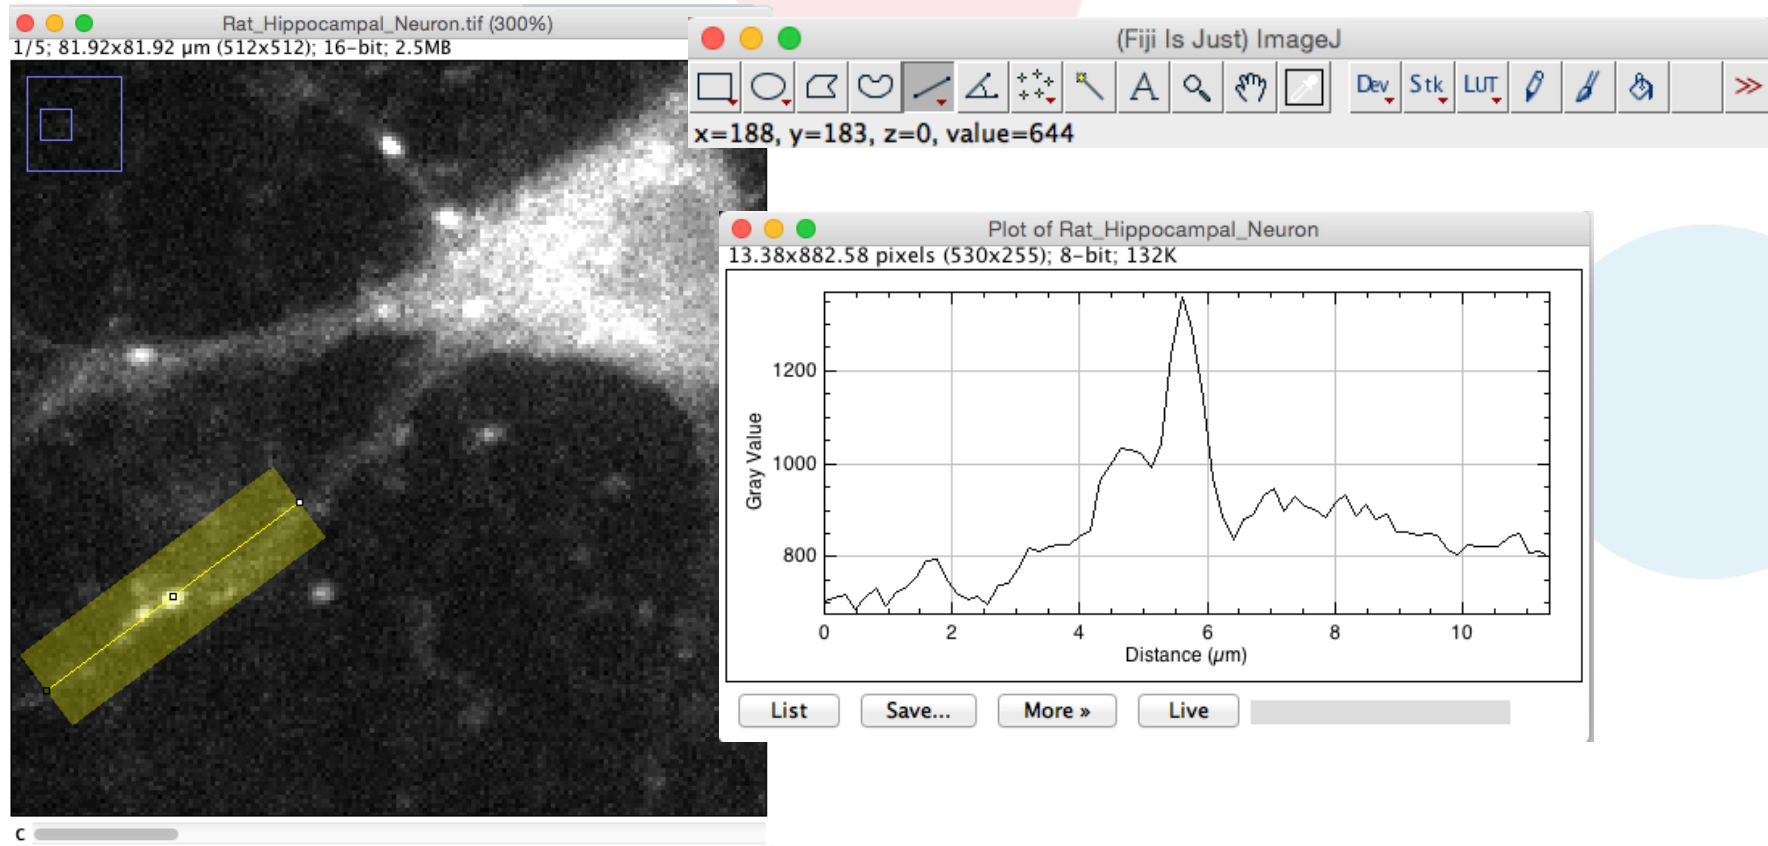 Rat_Hippocampal_Neuron.tif (300%)
1/5; 81.92x81.92 µm (512x512); 16-bit; 2.5MB
c
(Fiji Is Just) ImageJ
A Dev Stk LUT >>
x=188, y=183, z=0, value=644
Plot of Rat_Hippocampal_Neuron
13.38x882.58 pixels (530x255); 8-bit; 132K
1200
1000
800
Gray Value
0 2 4 6 8 10
Distance (µm)
List Save... More » Live